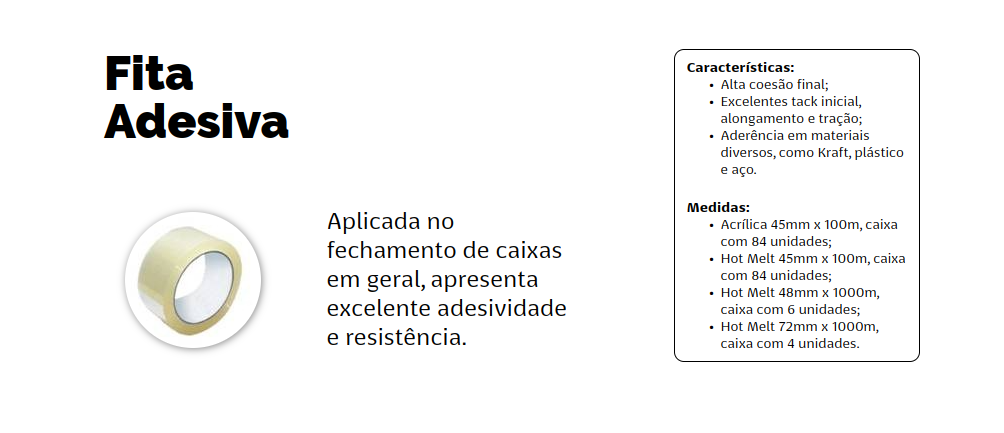 Fita
Adesiva
Aplicada no
fechamento de caixas
em geral, apresenta
excelente adesividade
e resistência.
Características:
• Alta coesão final;
• Excelentes tack inicial,
alongamento e tração;
• Aderência em materiais
diversos, como Kraft, plástico
e aço.
Medidas:
• Acrílica 45mm x 100m, caixa
com 84 unidades;
• Hot Melt 45mm x 100m, caixa
com 84 unidades;
• Hot Melt 48mm x 1000m,
caixa com 6 unidades;
• Hot Melt 72mm x 1000m,
caixa com 4 unidades.